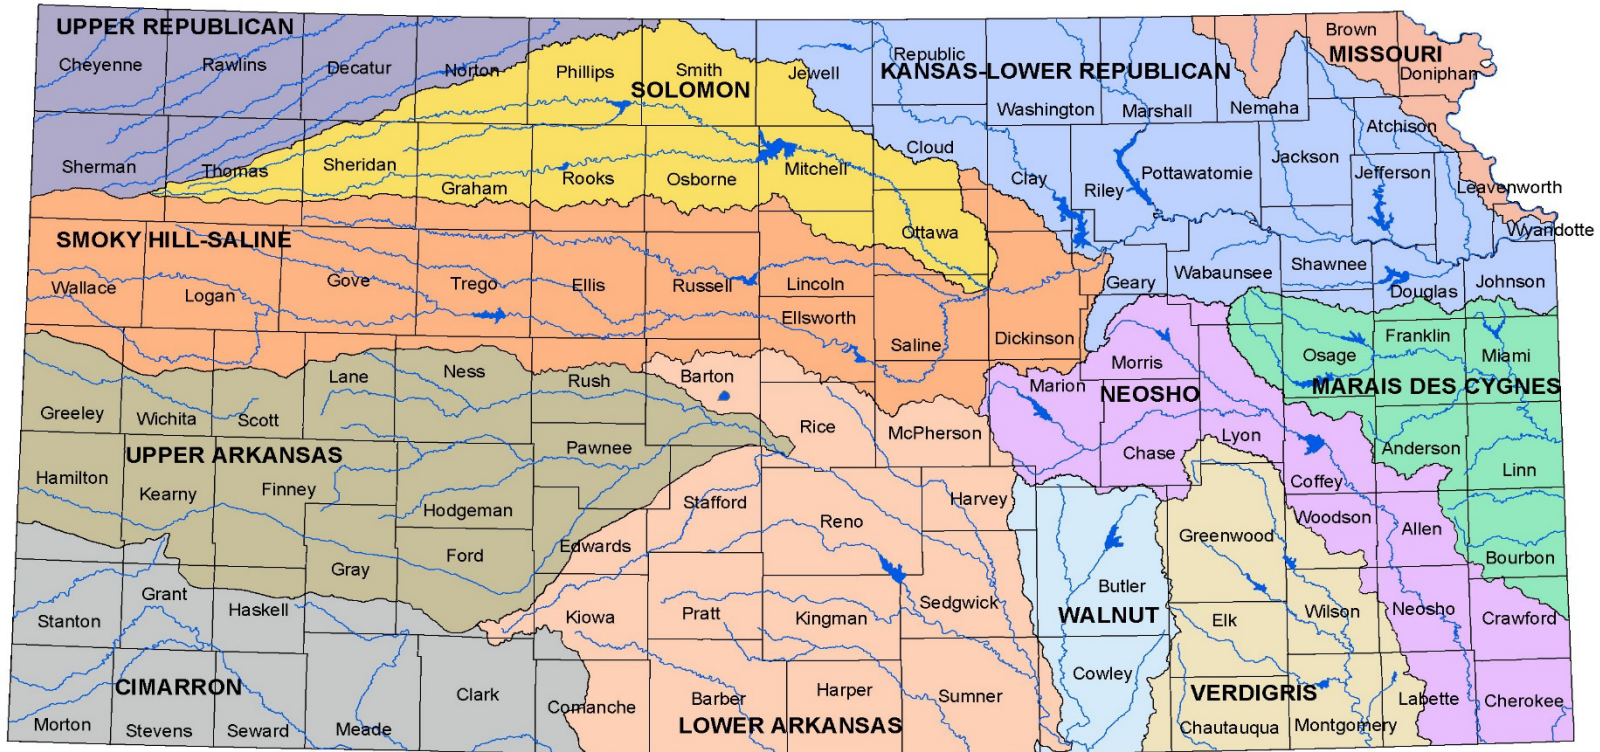 UPPER REPUBLICAN
Cheyenne
Rawlins
Decatur
Norton
Phillips
Smith
SOLOMON
Jewell
Republic
KANSAS-LOWER REPUBLICAN
Washington
Marshall
Nemaha
Brown
MISSOURI
Doniphan
Atchison
Sherman
Thomas
Sheridan
Graham
Rooks
Osborne
Mitchell
Cloud
Clay
Riley
Pottawatomie
Jackson
Jefferson
Leavenworth
Wyandotte
SMOKY HILL-SALINE
Wallace
Logan
Gove
Trego
Ellis
Russell
Lincoln
Ottawa
Ellsworth
Saline
Dickinson
Geary
Wabaunsee
Shawnee
Douglas
Johnson
Greeley
Wichita
Scott
Lane
Ness
Rush
Barton
Rice
McPherson
Marion
Morris
NEOSHO
Chase
Lyon
Osage
Franklin
Miami
MARAIS DES CYGNES
Anderson
Linn
Coffey
UPPER ARKANSAS
Hamilton
Kearny
Finney
Hodgeman
Pawnee
Stafford
Edwards
Ford
Gray
Reno
Harvey
Greenwood
Woodson
Allen
Bourbon
Stanton
Grant
Haskell
Kiowa
Pratt
Kingman
Sedgwick
Butler
WALNUT
Elk
Wilson
Neosho
Crawford
CIMARRON
Morton
Stevens
Seward
Meade
Clark
Comanche
Barber
Harper
LOWER ARKANSAS
Sumner
Cowley
VERDIGRIS
Chautauqua
Montgomery
Labette
Cherokee